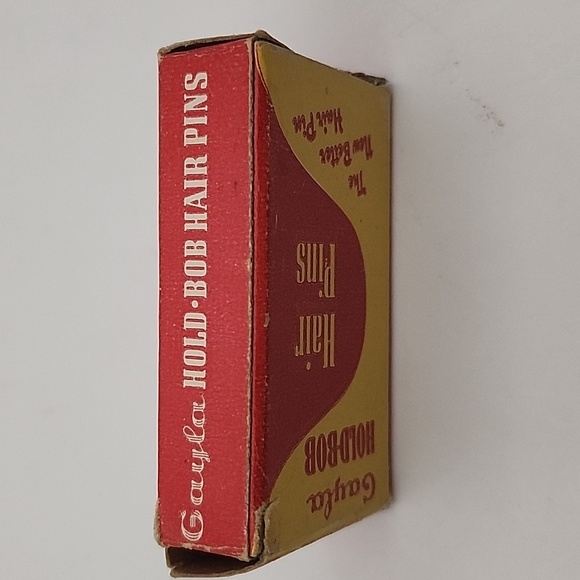 Gayla HOLD·BOB HAIR PINS
Gayla
HOLD·BOB
Hair
Pins
The
New Better
Hair Pin